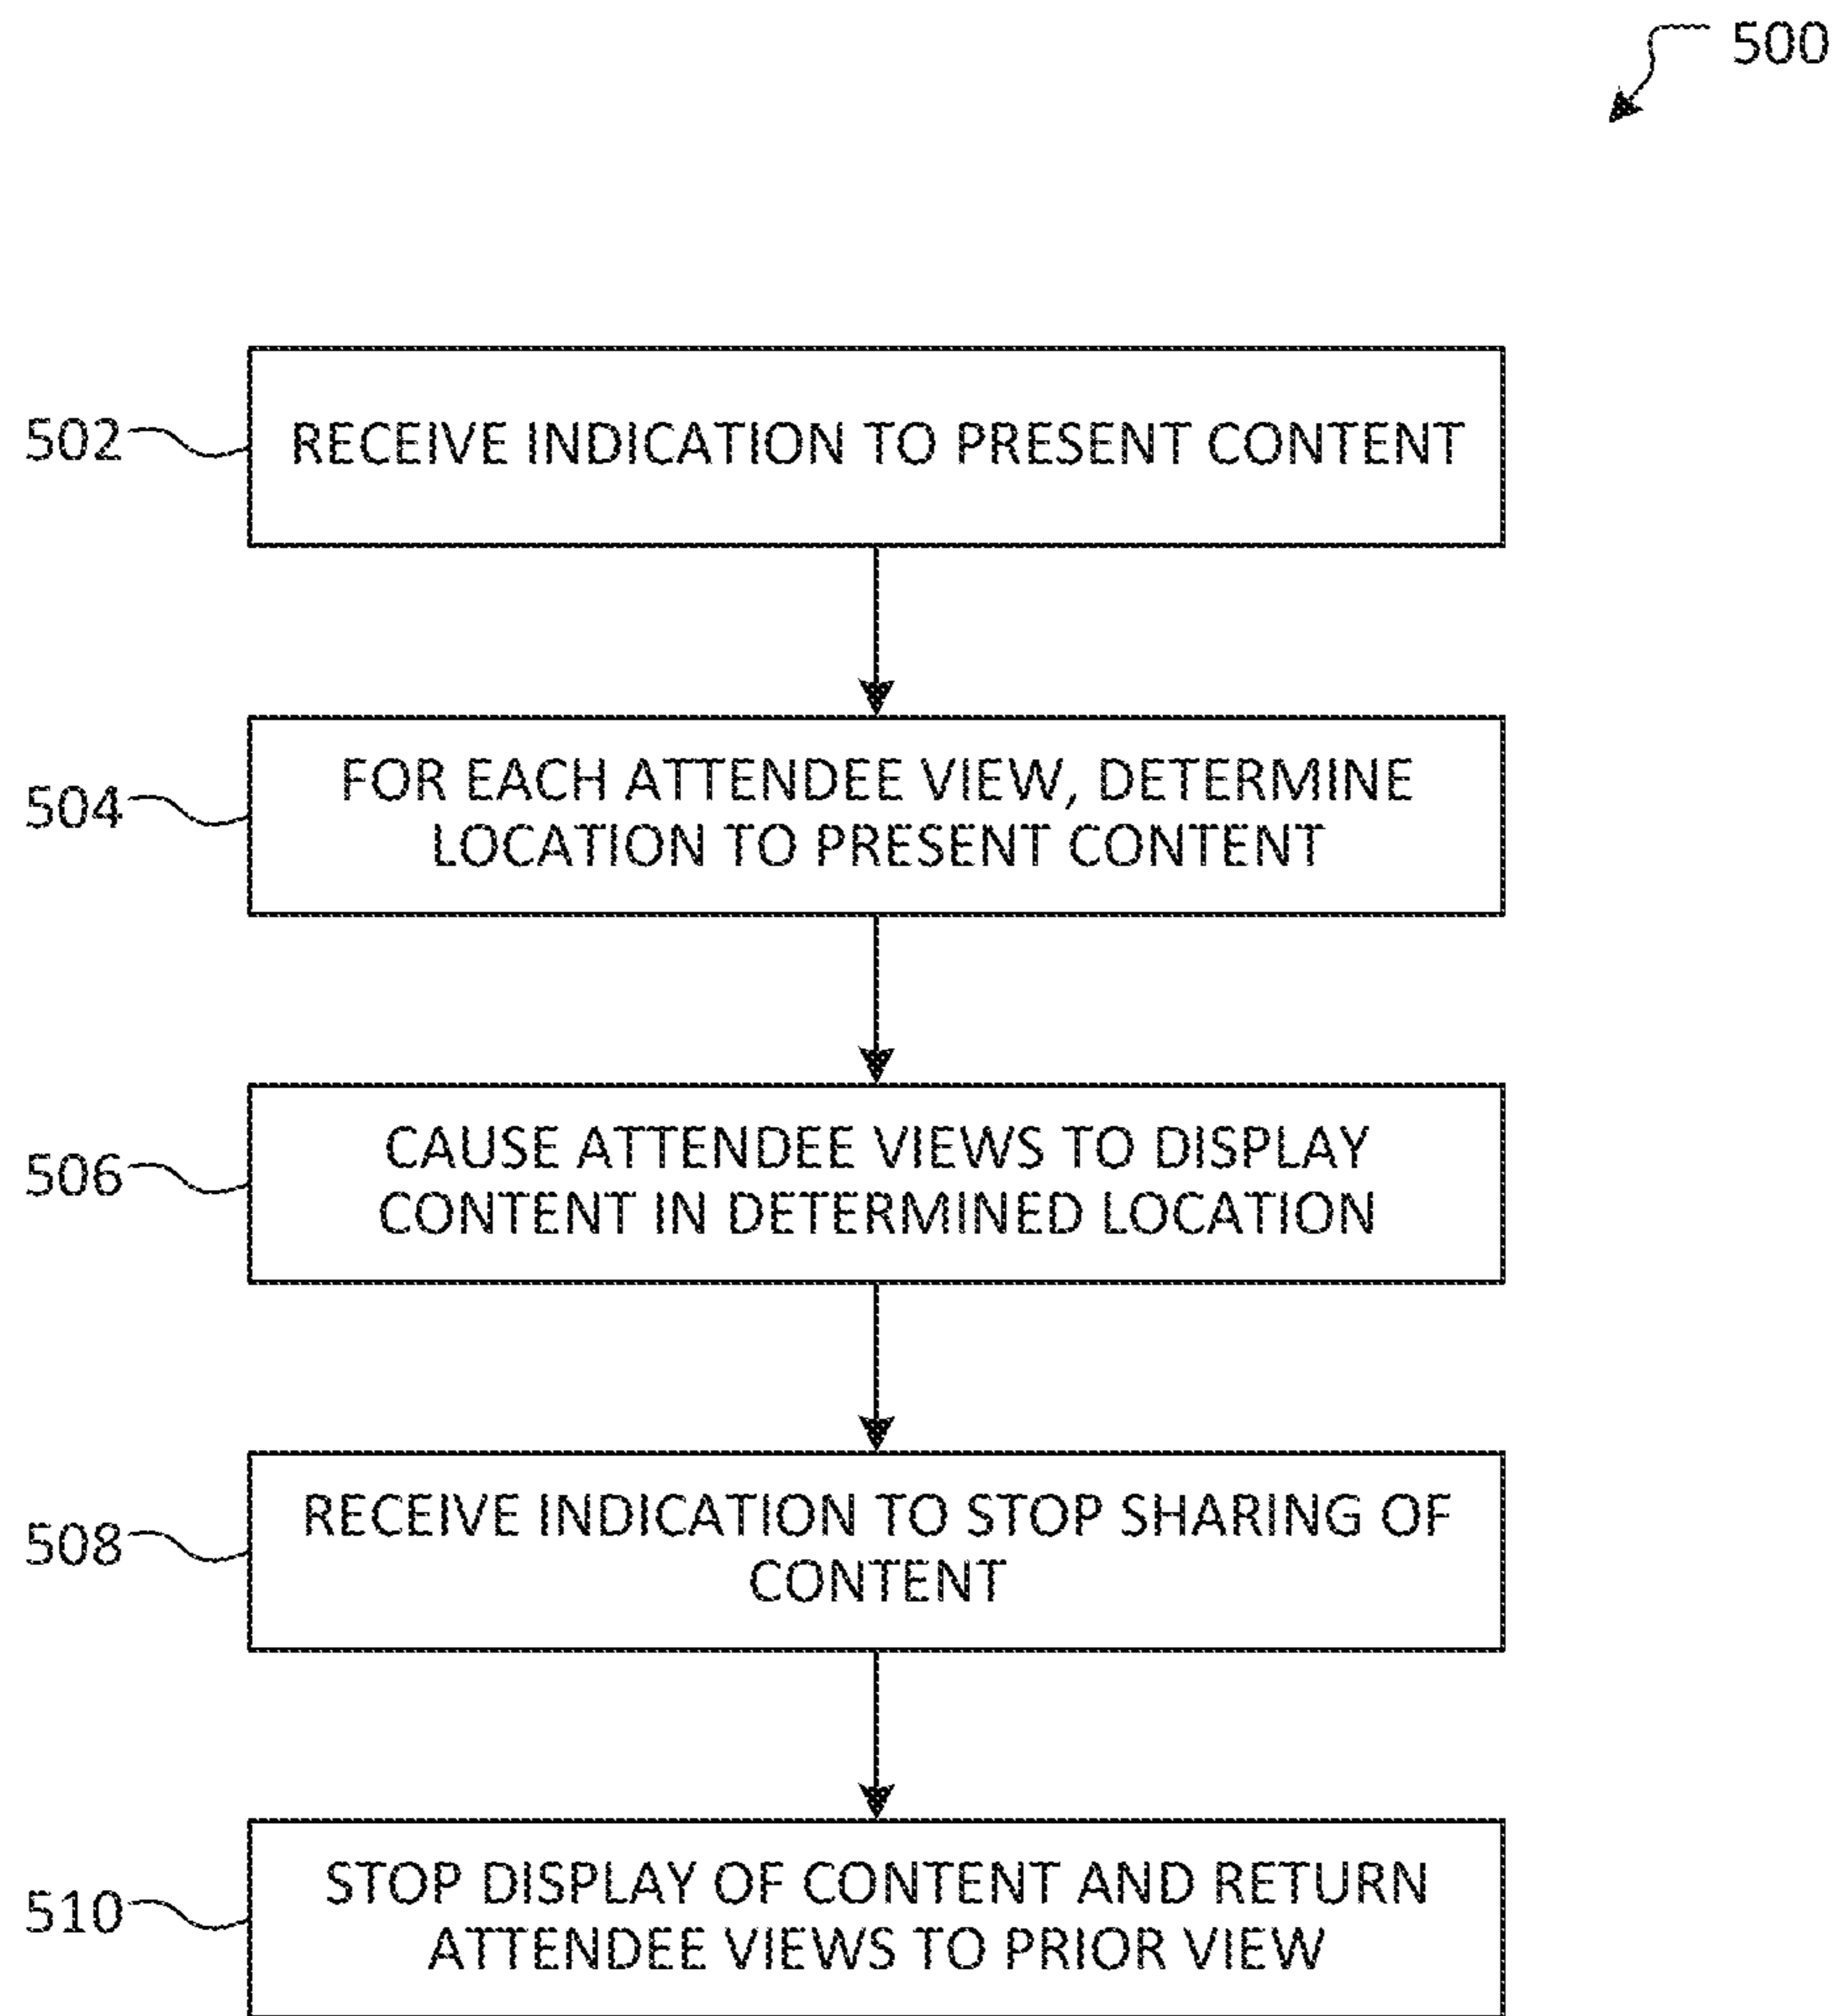 500
502
RECEIVE INDICATION TO PRESENT CONTENT
504
FOR EACH ATTENDEE VIEW, DETERMINE
LOCATION TO PRESENT CONTENT
506
CAUSE ATTENDEE VIEWS TO DISPLAY
CONTENT IN DETERMINED LOCATION
508
RECEIVE INDICATION TO STOP SHARING OF
CONTENT
510
STOP DISPLAY OF CONTENT AND RETURN
ATTENDEE VIEWS TO PRIOR VIEW